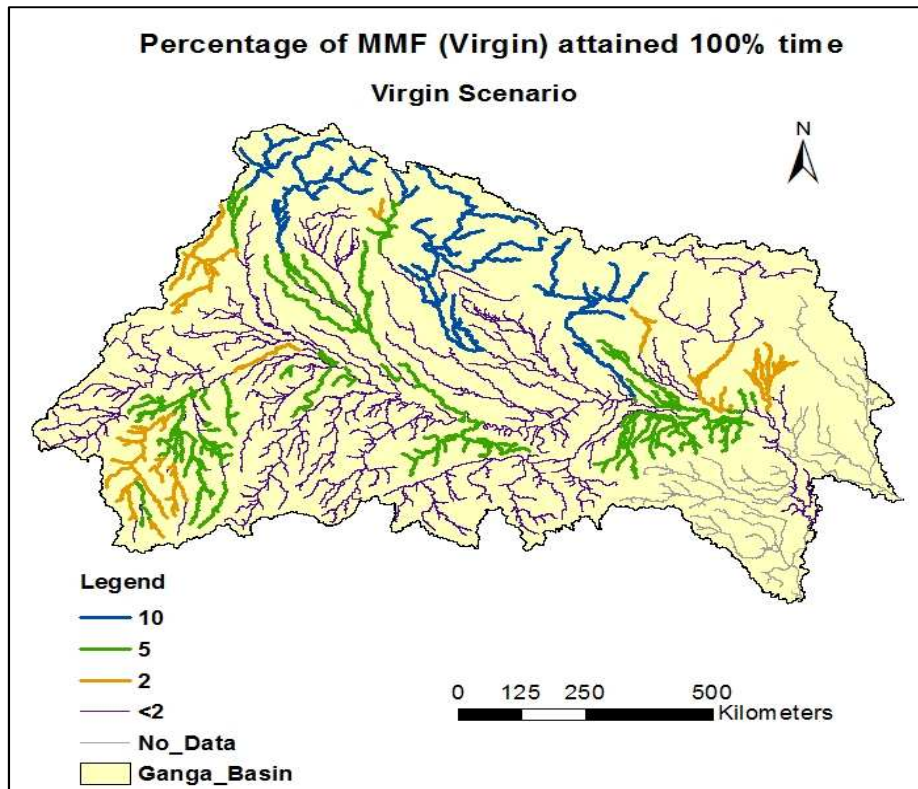 Percentage of MMF (Virgin) attained 100% time
Virgin Scenario
N
Legend
10
5
2
<2
No_Data
Ganga_Basin
0 125 250 500
Kilometers